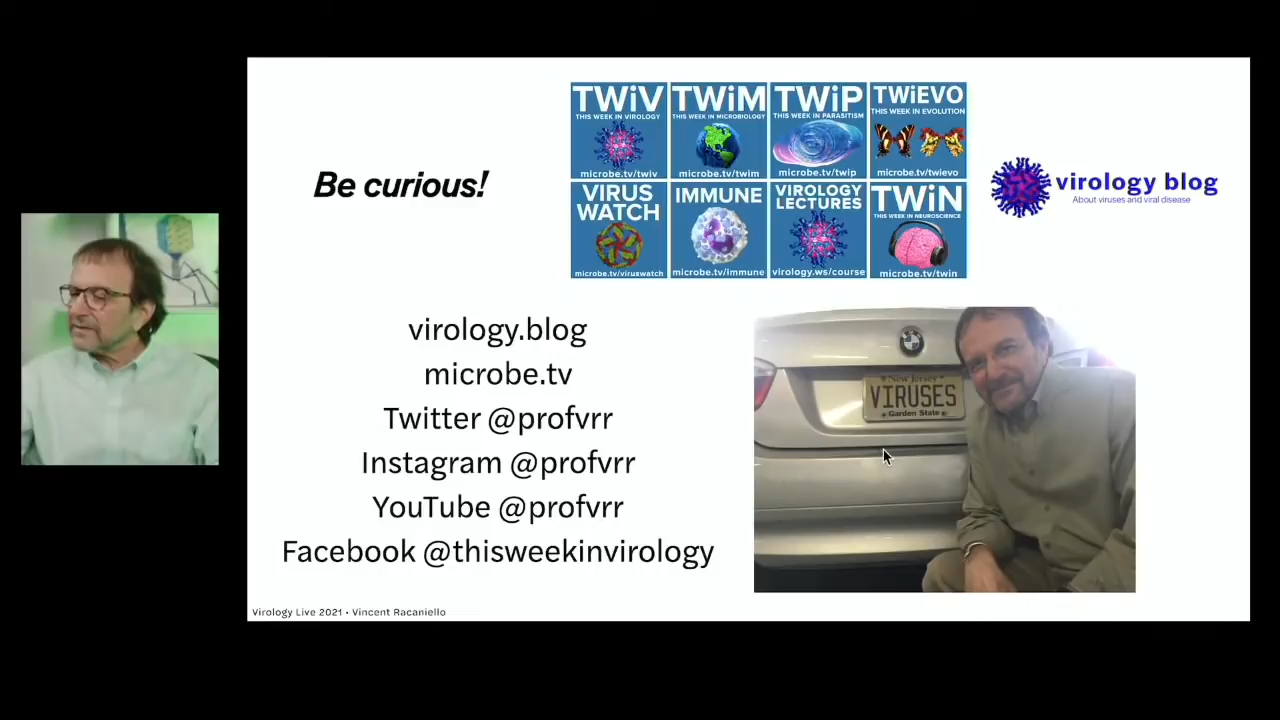 Be curious!
TWiV
THIS WEEK IN VIROLOGY
microbe.tv/twiv
TWiM
THIS WEEK IN MICROBIOLOGY
microbe.tv/twim
TWiP
THIS WEEK IN PARASITISM
microbe.tv/twip
TWiEVO
THIS WEEK IN EVOLUTION
microbe.tv/twievo
VIRUS
WATCH
microbe.tv/viruswatch
IMMUNE
microbe.tv/immune
VIROLOGY
LECTURES
virology.ws/course
TWiN
THIS WEEK IN NEUROSCIENCE
microbe.tv/twin
virology blog
About viruses and viral disease
virology.blog
microbe.tv
Twitter @profvrr
Instagram @profvrr
YouTube @profvrr
Facebook @thisweekinvirology
BMW
New Jersey
VIRUSES
Garden State
Virology Live 2021 • Vincent Racaniello